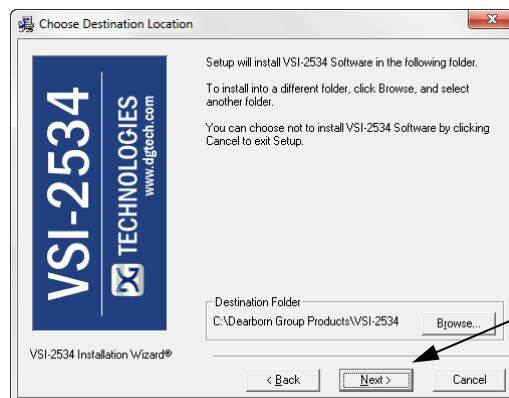 Choose Destination Location
VSI-2534
DG TECHNOLOGIES
www.dgtech.com
Setup will install VSI-2534 Software in the following folder.
To install into a different folder, click Browse, and select
another folder.
You can choose not to install VSI-2534 Software by clicking
Cancel to exit Setup.
Destination Folder
C:\Dearborn Group Products\VSI-2534
Browse...
VSI-2534 Installation Wizard®
< Back
Next >
Cancel